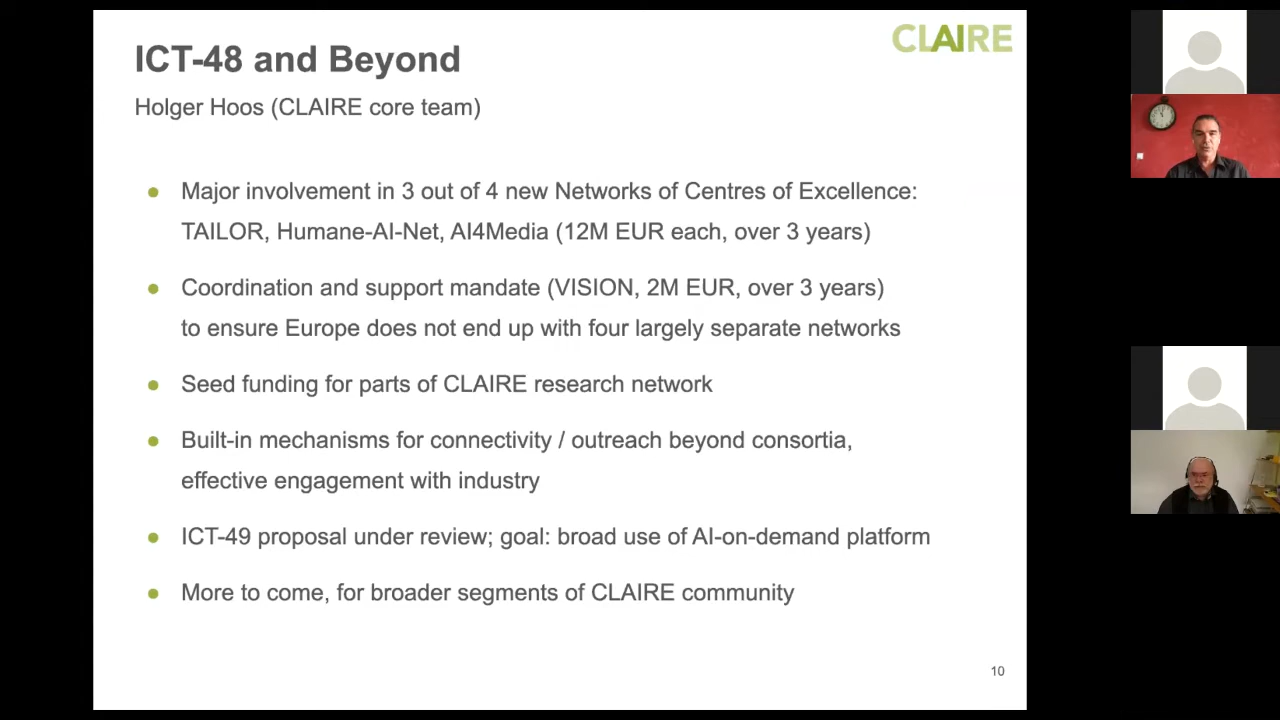 CLAIRE
ICT-48 and Beyond
Holger Hoos (CLAIRE core team)
● Major involvement in 3 out of 4 new Networks of Centres of Excellence:
TAILOR, Humane-AI-Net, AI4Media (12M EUR each, over 3 years)
● Coordination and support mandate (VISION, 2M EUR, over 3 years)
to ensure Europe does not end up with four largely separate networks
● Seed funding for parts of CLAIRE research network
● Built-in mechanisms for connectivity / outreach beyond consortia,
effective engagement with industry
● ICT-49 proposal under review; goal: broad use of AI-on-demand platform
● More to come, for broader segments of CLAIRE community
10